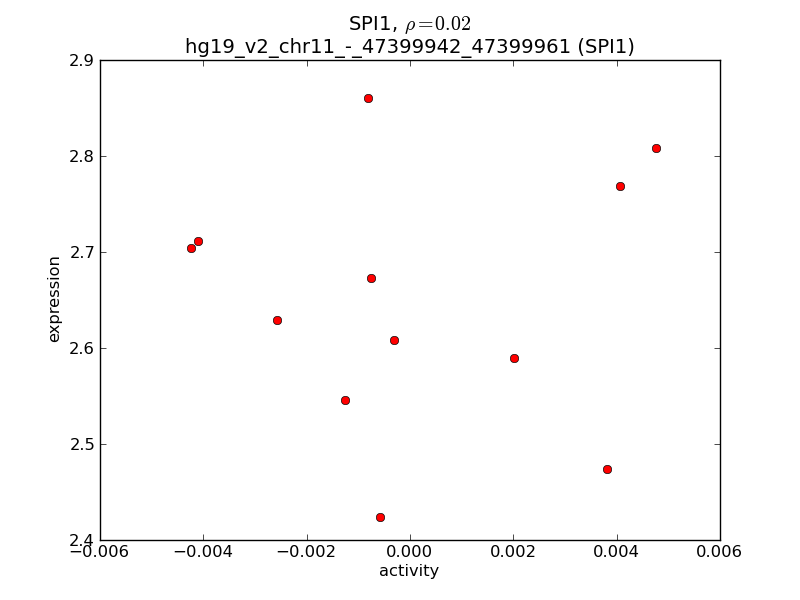 SPI1, ρ=0.02
hg19_v2_chr11_-_47399942_47399961 (SPI1)
2.9
2.8
2.7
2.6
2.5
2.4
expression
−0.006 −0.004 −0.002 0.000 0.002 0.004 0.006
activity